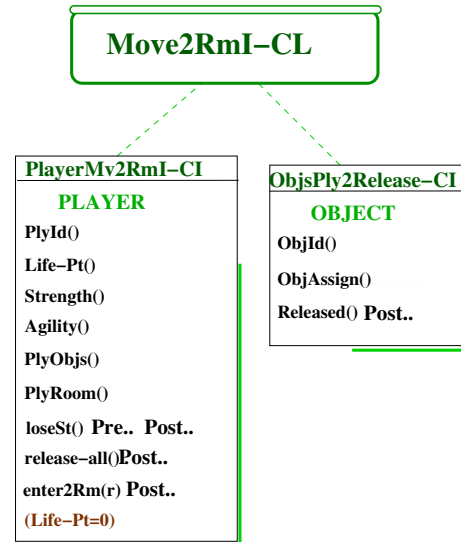 Move2RmI−CL
PlayerMv2RmI−CI
PLAYER
PlyId()
Life−Pt()
Strength()
Agility()
PlyObjs()
PlyRoom()
loseSt() Pre.. Post..
release−all()Post..
enter2Rm(r) Post..
(Life−Pt=0)
ObjsPly2Release−CI
OBJECT
ObjId()
ObjAssign()
Released() Post..